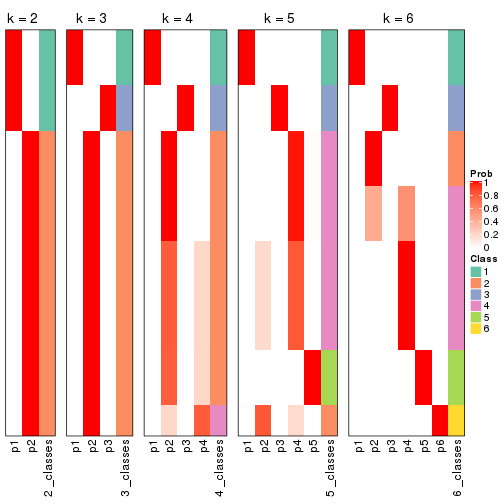 k = 2
k = 3
k = 4
k = 5
k = 6
p1
p2
2_classes
p1
p2
p3
3_classes
p1
p2
p3
p4
4_classes
p1
p2
p3
p4
p5
5_classes
p1
p2
p3
p4
p5
p6
6_classes
Prob
1
0.8
0.6
0.4
0.2
0
Class
1
2
3
4
5
6